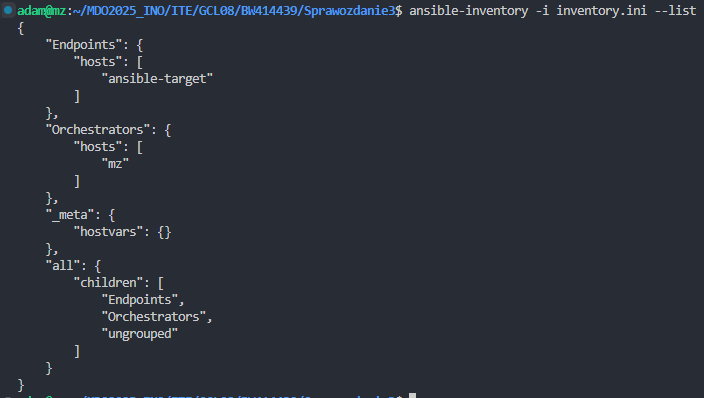 adam@mz:~/MDO2025_INO/ITE/GCL08/BW414439/Sprawozdanie3$ ansible-inventory -i inventory.ini --list
{
    "Endpoints": {
        "hosts": [
            "ansible-target"
        ]
    },
    "Orchestrators": {
        "hosts": [
            "mz"
        ]
    },
    "_meta": {
        "hostvars": {}
    },
    "all": {
        "children": [
            "Endpoints",
            "Orchestrators",
            "ungrouped"
        ]
    }
}